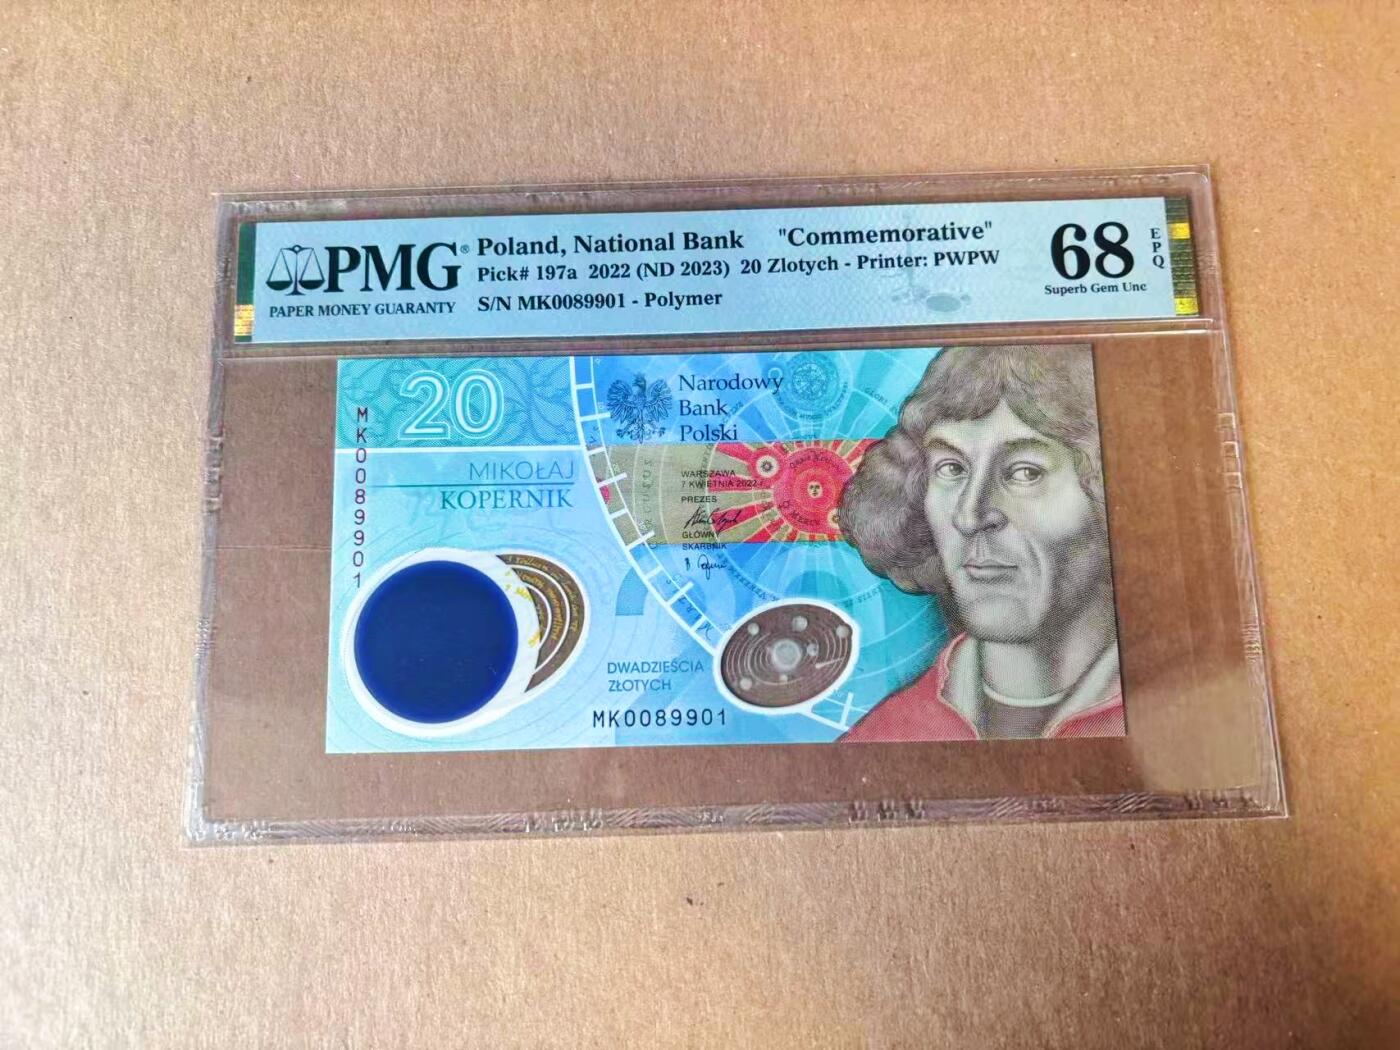 PMG®
PAPER MONEY GUARANTY
Poland, National Bank "Commemorative"
Pick# 197a 2022 (ND 2023) 20 Zlotych - Printer: PWPW
S/N MK0089901 - Polymer
68
EPQ
Superb Gem Unc
20
MK0089901
MIKOŁAJ
KOPERNIK
Narodowy
Bank
Polski
WARSZAWA
7 KWIETNIA 2022 r.
PREZES
GŁÓWNY
SKARBNIK
DWADZIEŚCIA
ZŁOTYCH
MK0089901